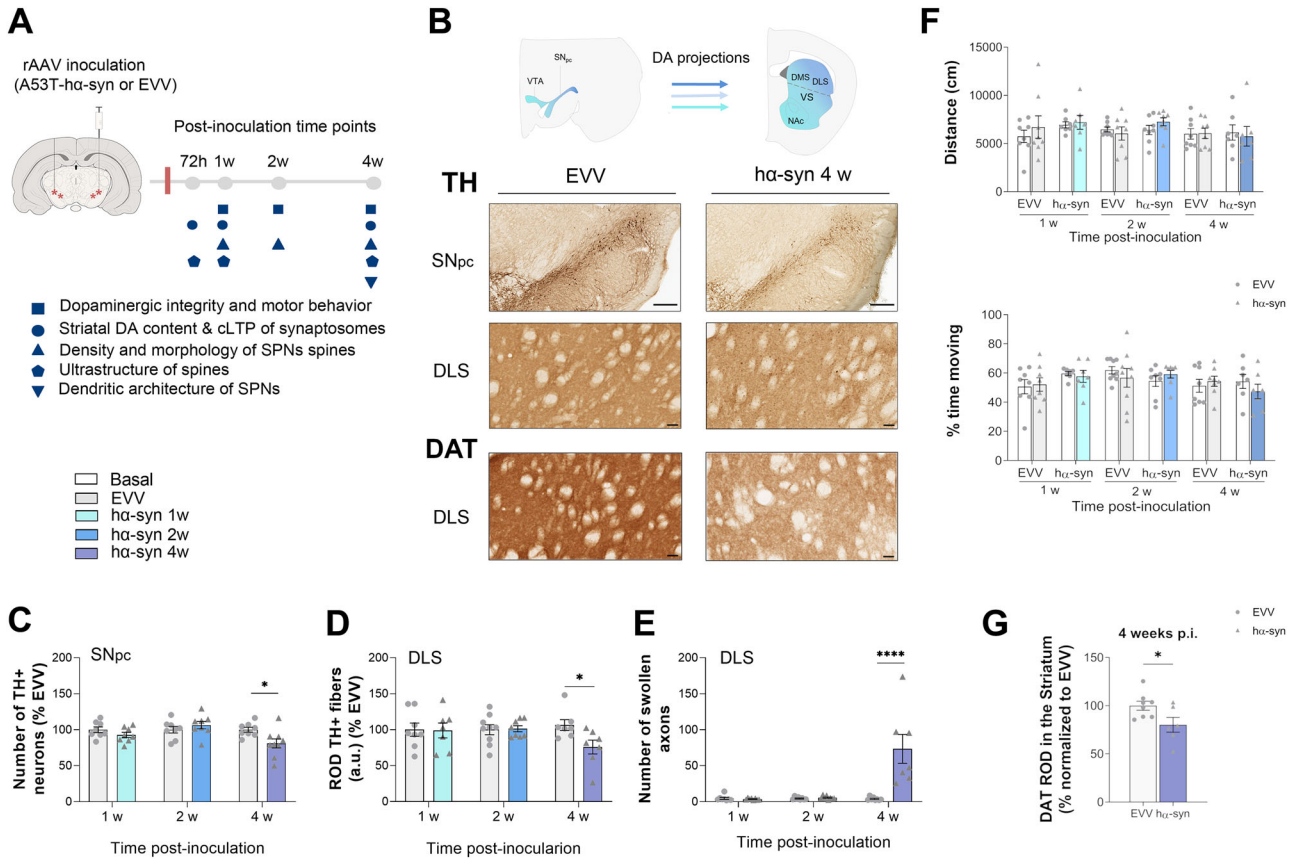 A
rAAV inoculation
(A53T-hα-syn or EVV)
Post-inoculation time points
72h 1w 2w 4w
Dopaminergic integrity and motor behavior
Striatal DA content & cLTP of synaptosomes
Density and morphology of SPNs spines
Ultrastructure of spines
Dendritic architecture of SPNs
Basal
EVV
hα-syn 1w
hα-syn 2w
hα-syn 4w
B
SNpc
VTA
DA projections
DMS DLS
VS
NAc
TH
EVV hα-syn 4 w
SNpc
DLS
DAT
DLS
C
SNpc
Number of TH+
neurons (% EVV)
200
150
100
50
0
*
1 w 2 w 4 w
Time post-inoculation
D
DLS
ROD TH+ fibers
(a.u.) (% EVV)
200
150
100
50
0
*
1 w 2 w 4 w
Time post-inocularion
E
DLS
Number of swollen
axons
200
150
100
50
0
****
1 w 2 w 4 w
Time post-inoculation
F
Distance (cm)
15000
10000
5000
0
EVV hα-syn EVV hα-syn EVV hα-syn
1 w 2 w 4 w
Time post-inoculation
EVV
hα-syn
% time moving
100
80
60
40
20
0
EVV hα-syn EVV hα-syn EVV hα-syn
1 w 2 w 4 w
Time post-inoculation
G
EVV
hα-syn
4 weeks p.i.
DAT ROD in the Striatum
(% normalized to EVV)
150
100
50
0
*
EVV hα-syn